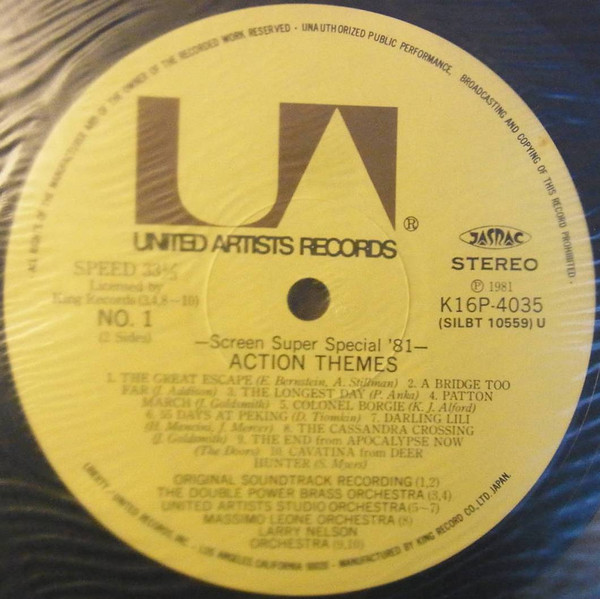 ALL RIGHTS OF THE MANUFACTURER AND OF THE OWNER OF THE RECORDED WORK RESERVED · UNAUTHORIZED PUBLIC PERFORMANCE, BROADCASTING AND COPYING OF THIS RECORD PROHIBITED ·
UA
®
UNITED ARTISTS RECORDS
SPEED 33⅓
Licensed by
King Records (3,4,8—10)
NO. 1
(2 Sides)
JASRAC
STEREO
Ⓟ 1981
K16P-4035
(SILBT 10559) U
—Screen Super Special '81—
ACTION THEMES
1. THE GREAT ESCAPE (E. Bernstein, A. Stillman) 2. A BRIDGE TOO
FAR (J. Addison) 3. THE LONGEST DAY (P. Anka) 4. PATTON
MARCH (J. Goldsmith) 5. COLONEL BORGIE (K. J. Alford)
6. 55 DAYS AT PEKING (D. Tiomkin) 7. DARLING LILI
(H. Mancini, J. Mercer) 8. THE CASSANDRA CROSSING
(J. Goldsmith) 9. THE END from APOCALYPSE NOW
(The Doors) 10. CAVATINA from DEER
HUNTER (S. Myers)
ORIGINAL SOUNDTRACK RECORDING (1,2)
THE DOUBLE POWER BRASS ORCHESTRA (3,4)
UNITED ARTISTS STUDIO ORCHESTRA (5—7)
MASSIMO LEONE ORCHESTRA (8)
LARRY NELSON
ORCHESTRA (9,10)
LIBERTY - UNITED RECORDS, INC. · LOS ANGELES, CALIFORNIA 90028 · MANUFACTURED BY KING RECORD CO., LTD. JAPAN.